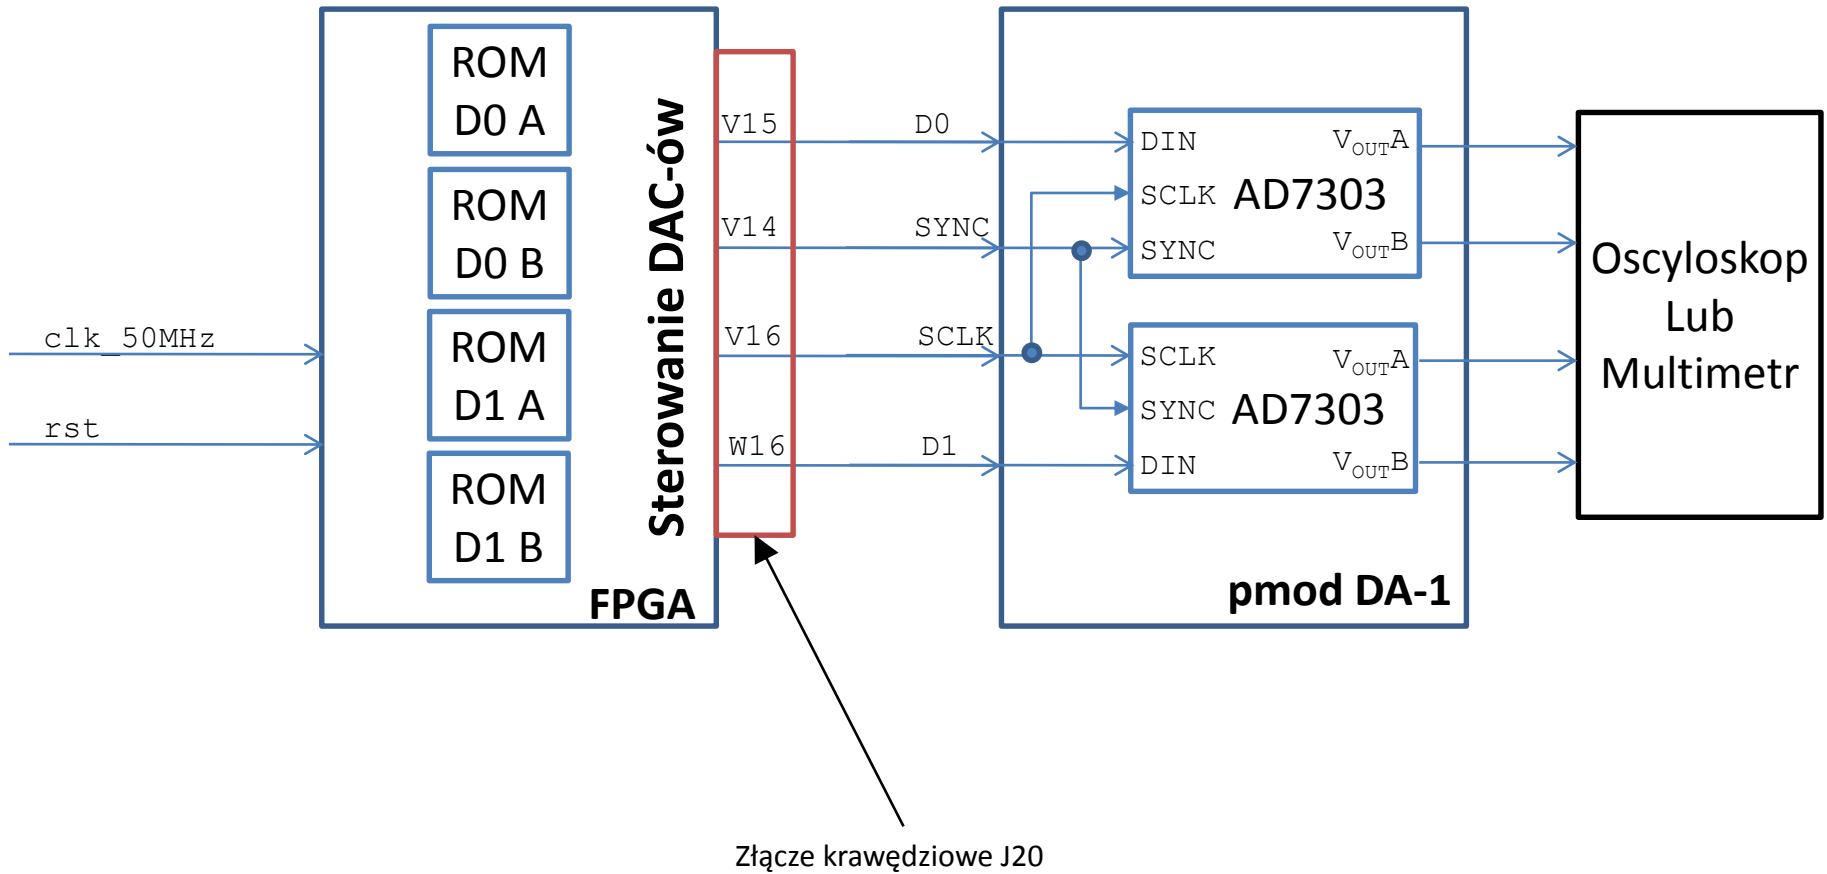 clk_50MHz
rst
ROM
D0 A
ROM
D0 B
ROM
D1 A
ROM
D1 B
Sterowanie DAC-ów
FPGA
V15
V14
V16
W16
D0
SYNC
SCLK
D1
DIN
SCLK
SYNC
AD7303
VOUTA
VOUTB
SCLK
SYNC
DIN
AD7303
VOUTA
VOUTB
pmod DA-1
Oscyloskop
Lub
Multimetr
Złącze krawędziowe J20